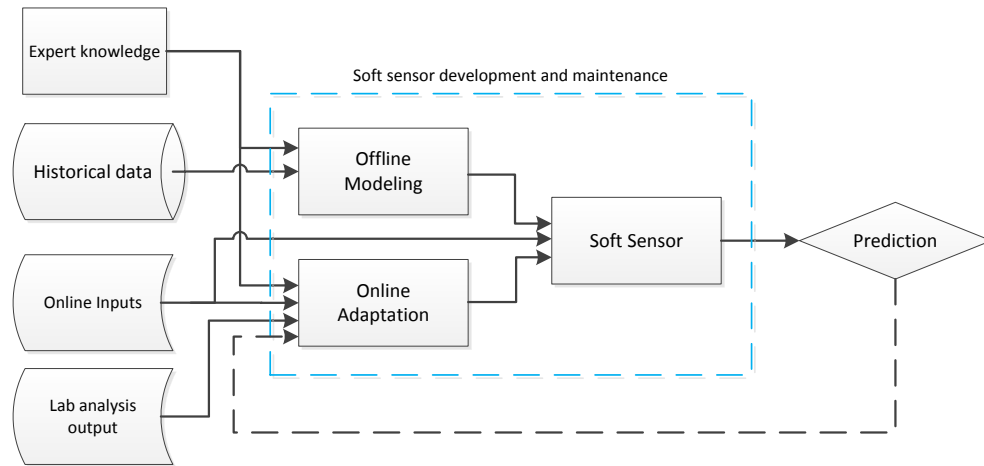 Expert knowledge
Soft sensor development and maintenance
Historical data
Offline
Modeling
Soft Sensor
Prediction
Online Inputs
Online
Adaptation
Lab analysis
output